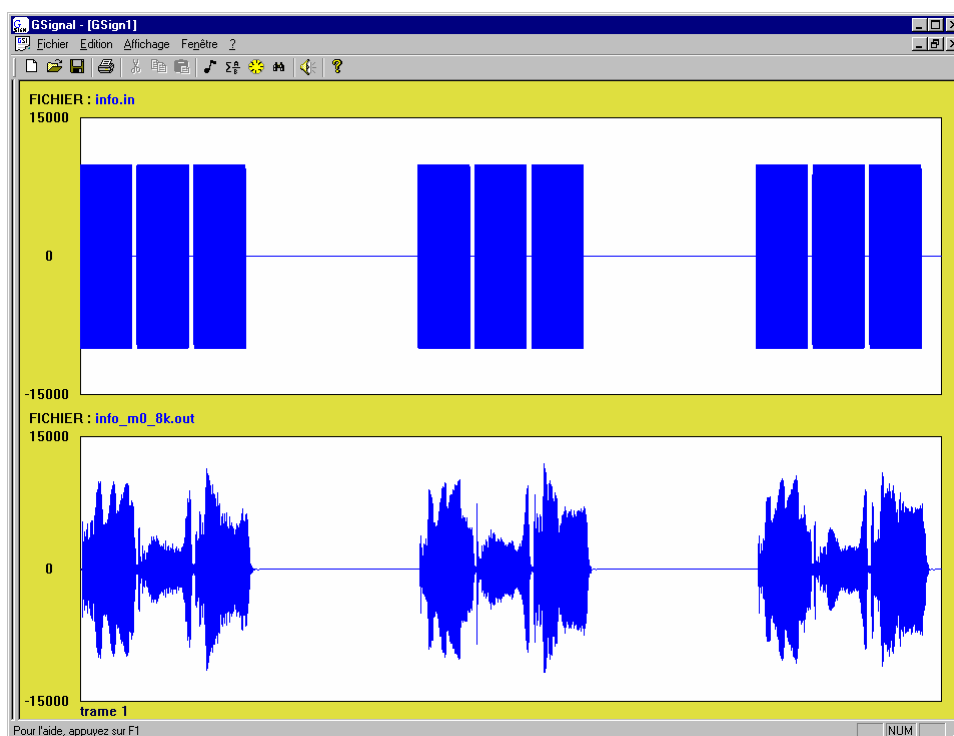 GSignal - [GSign1]
Fichier Edition Affichage Fenêtre ?
FICHIER : info.in
15000
0
-15000
FICHIER : info_m0_8k.out
15000
0
-15000
trame 1
Pour l'aide, appuyez sur F1
NUM